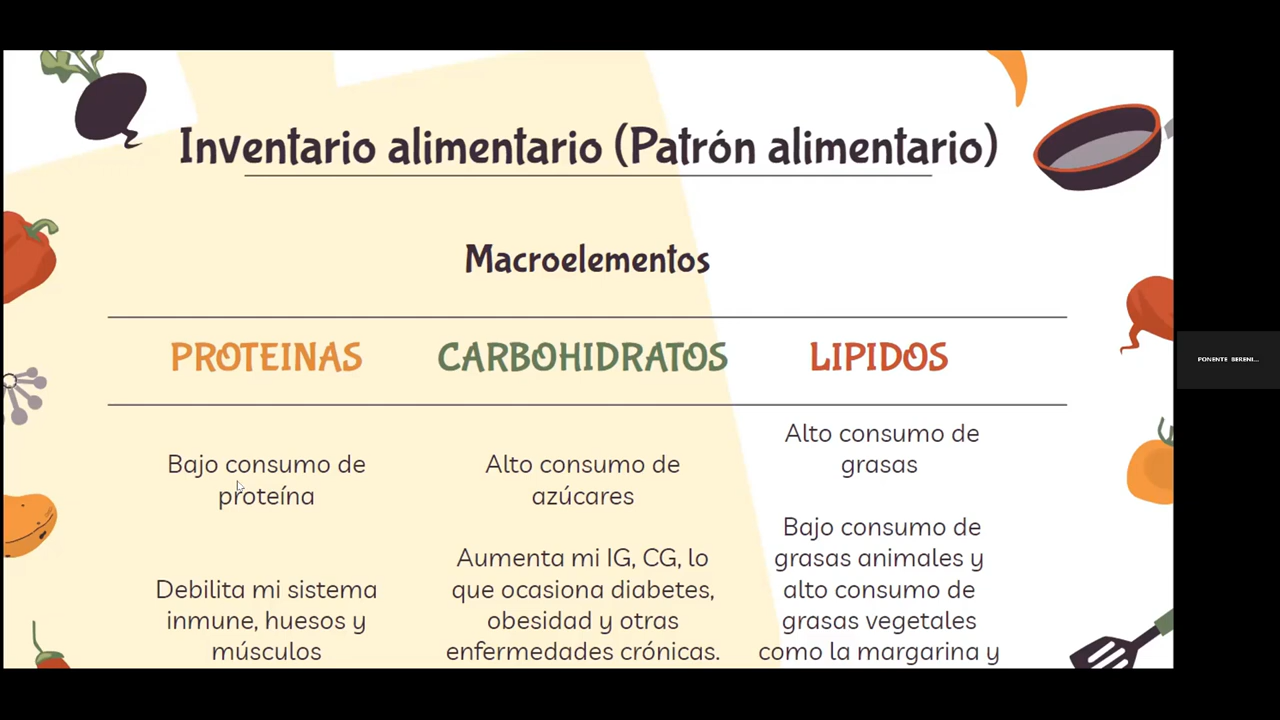 Inventario alimentario (Patrón alimentario)
Macroelementos
PROTEINAS
CARBOHIDRATOS
LIPIDOS
Bajo consumo de
proteína
Debilita mi sistema
inmune, huesos y
músculos
Alto consumo de
azúcares
Aumenta mi IG, CG, lo
que ocasiona diabetes,
obesidad y otras
enfermedades crónicas.
Alto consumo de
grasas
Bajo consumo de
grasas animales y
alto consumo de
grasas vegetales
como la margarina y
PONENTE BERENI...